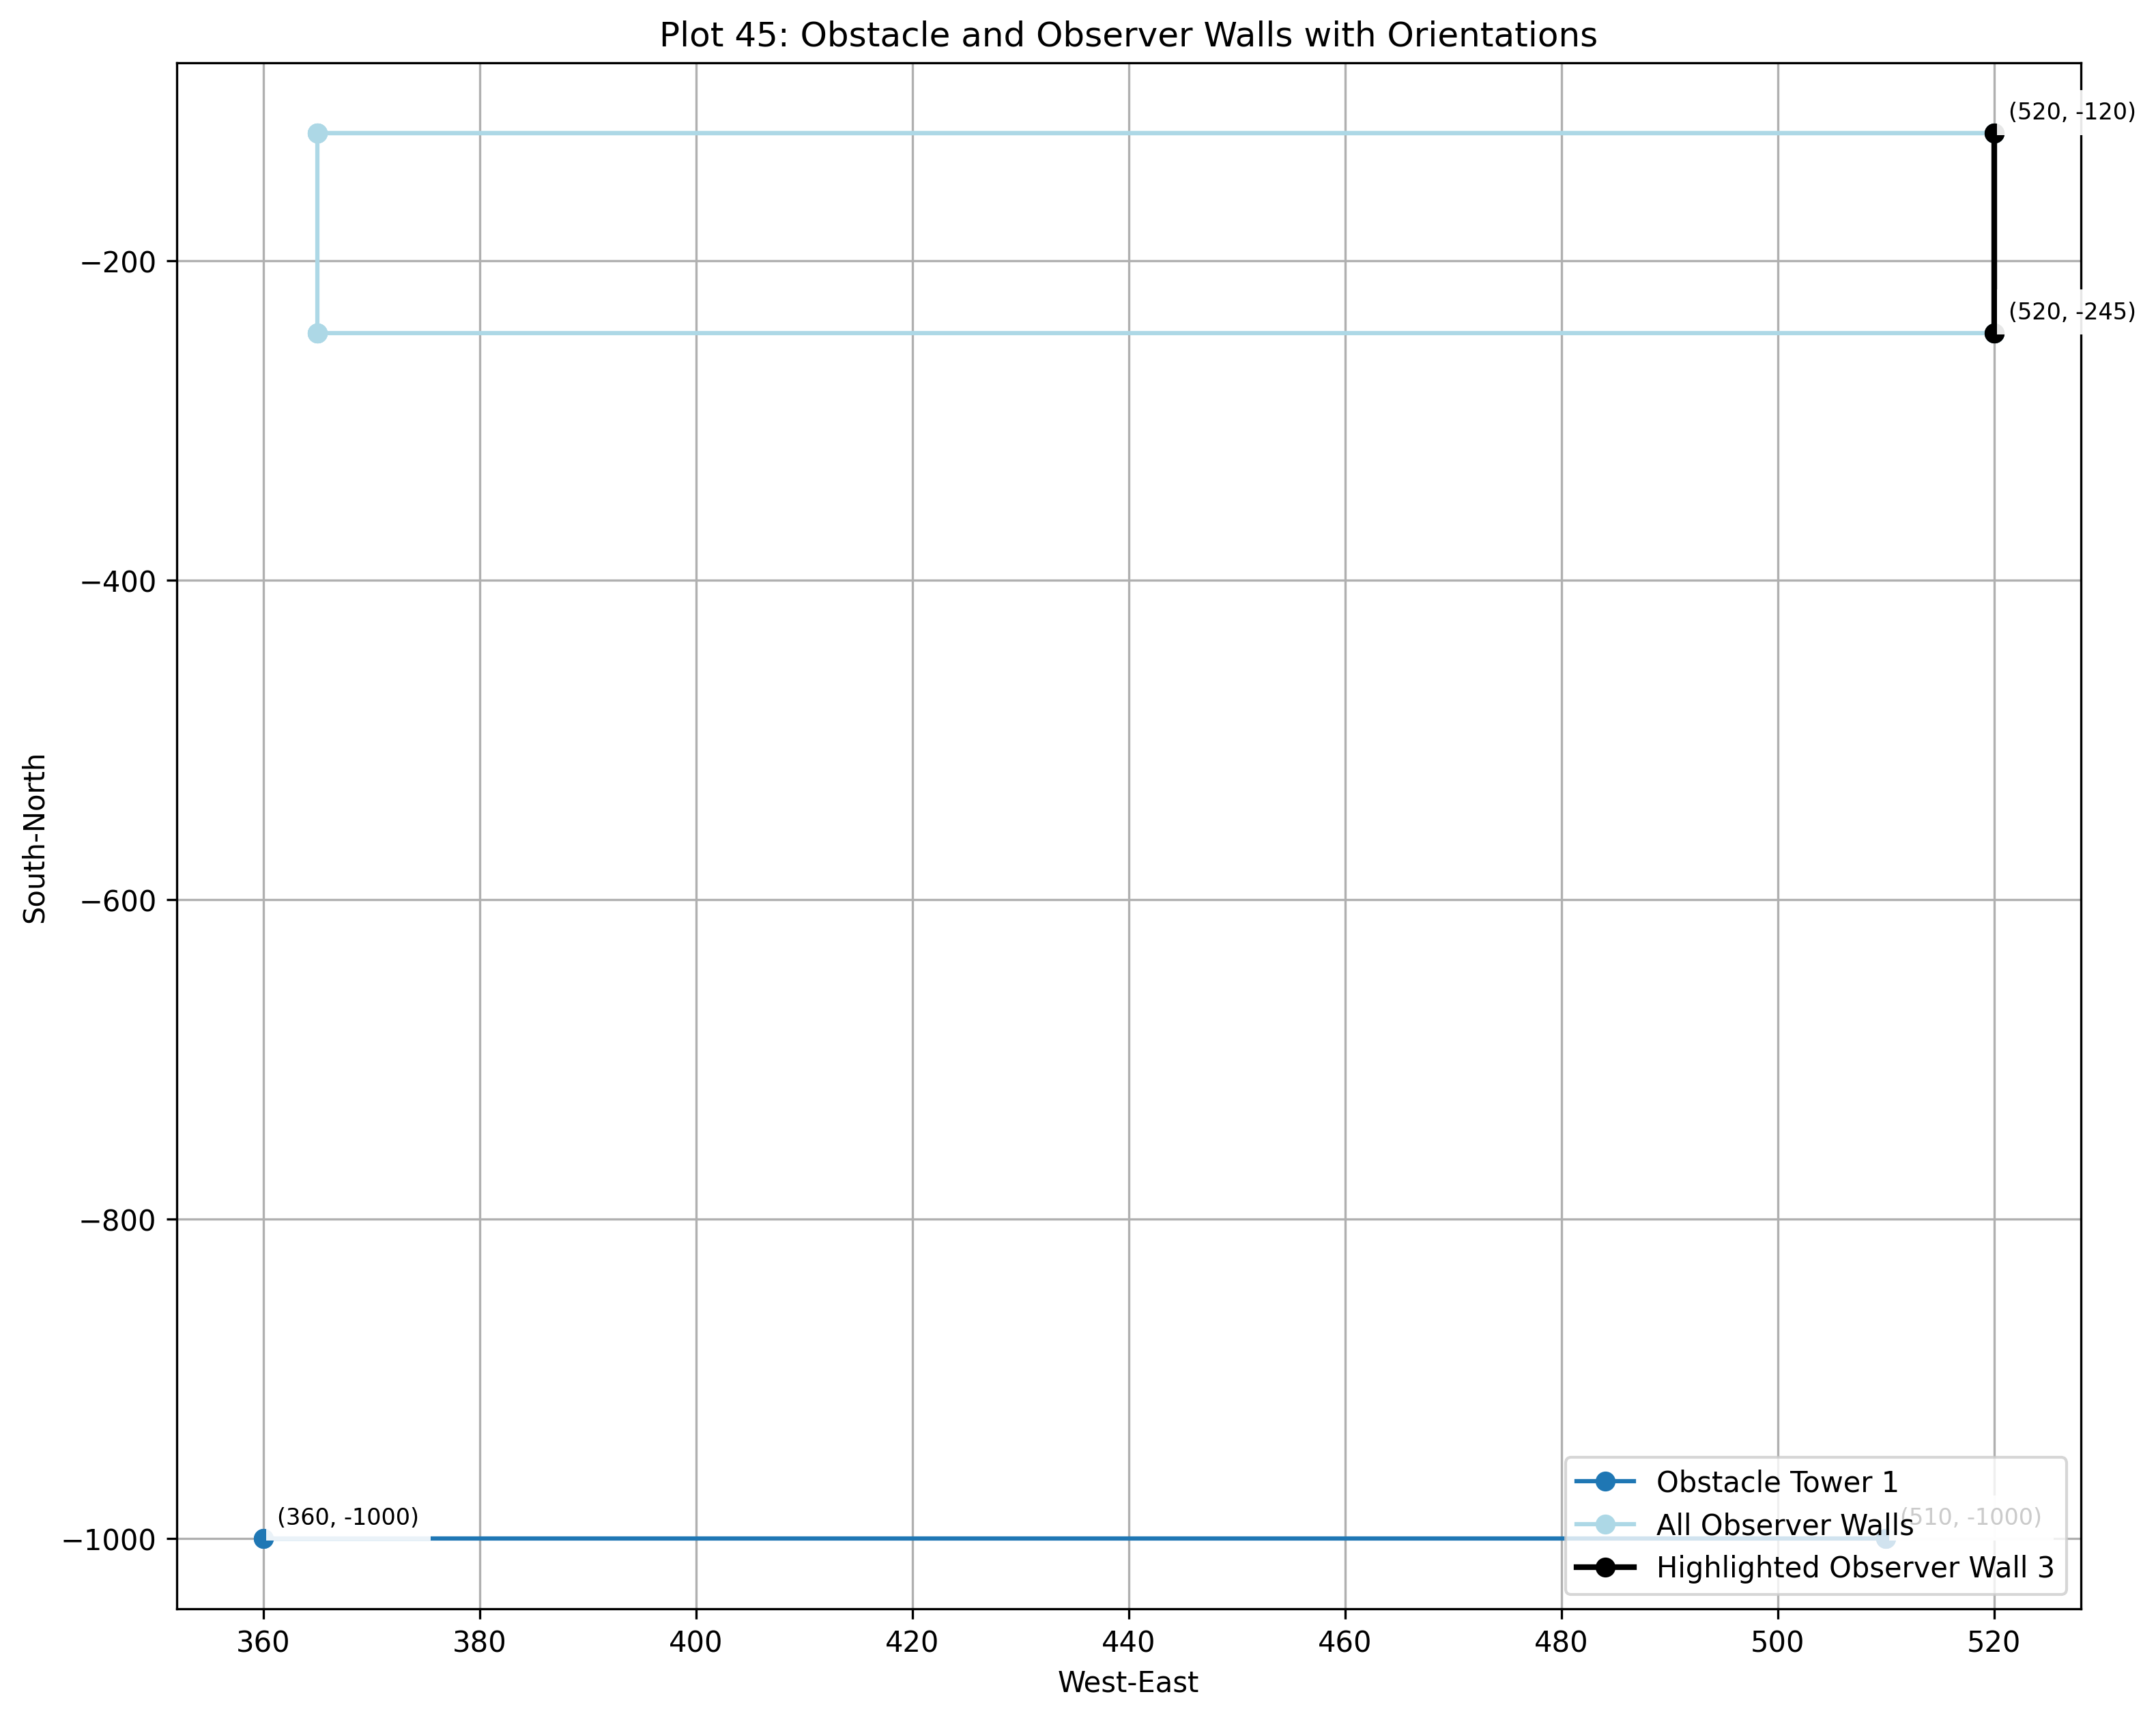 Plot 45: Obstacle and Observer Walls with Orientations
(520, -120)
−200
(520, -245)
−400
South-North
−600
−800
Obstacle Tower 1
(360, -1000)
(510, -1000)
All Observer Walls
−1000
Highlighted Observer Wall 3
360 380 400 420 440 460 480 500 520
West-East